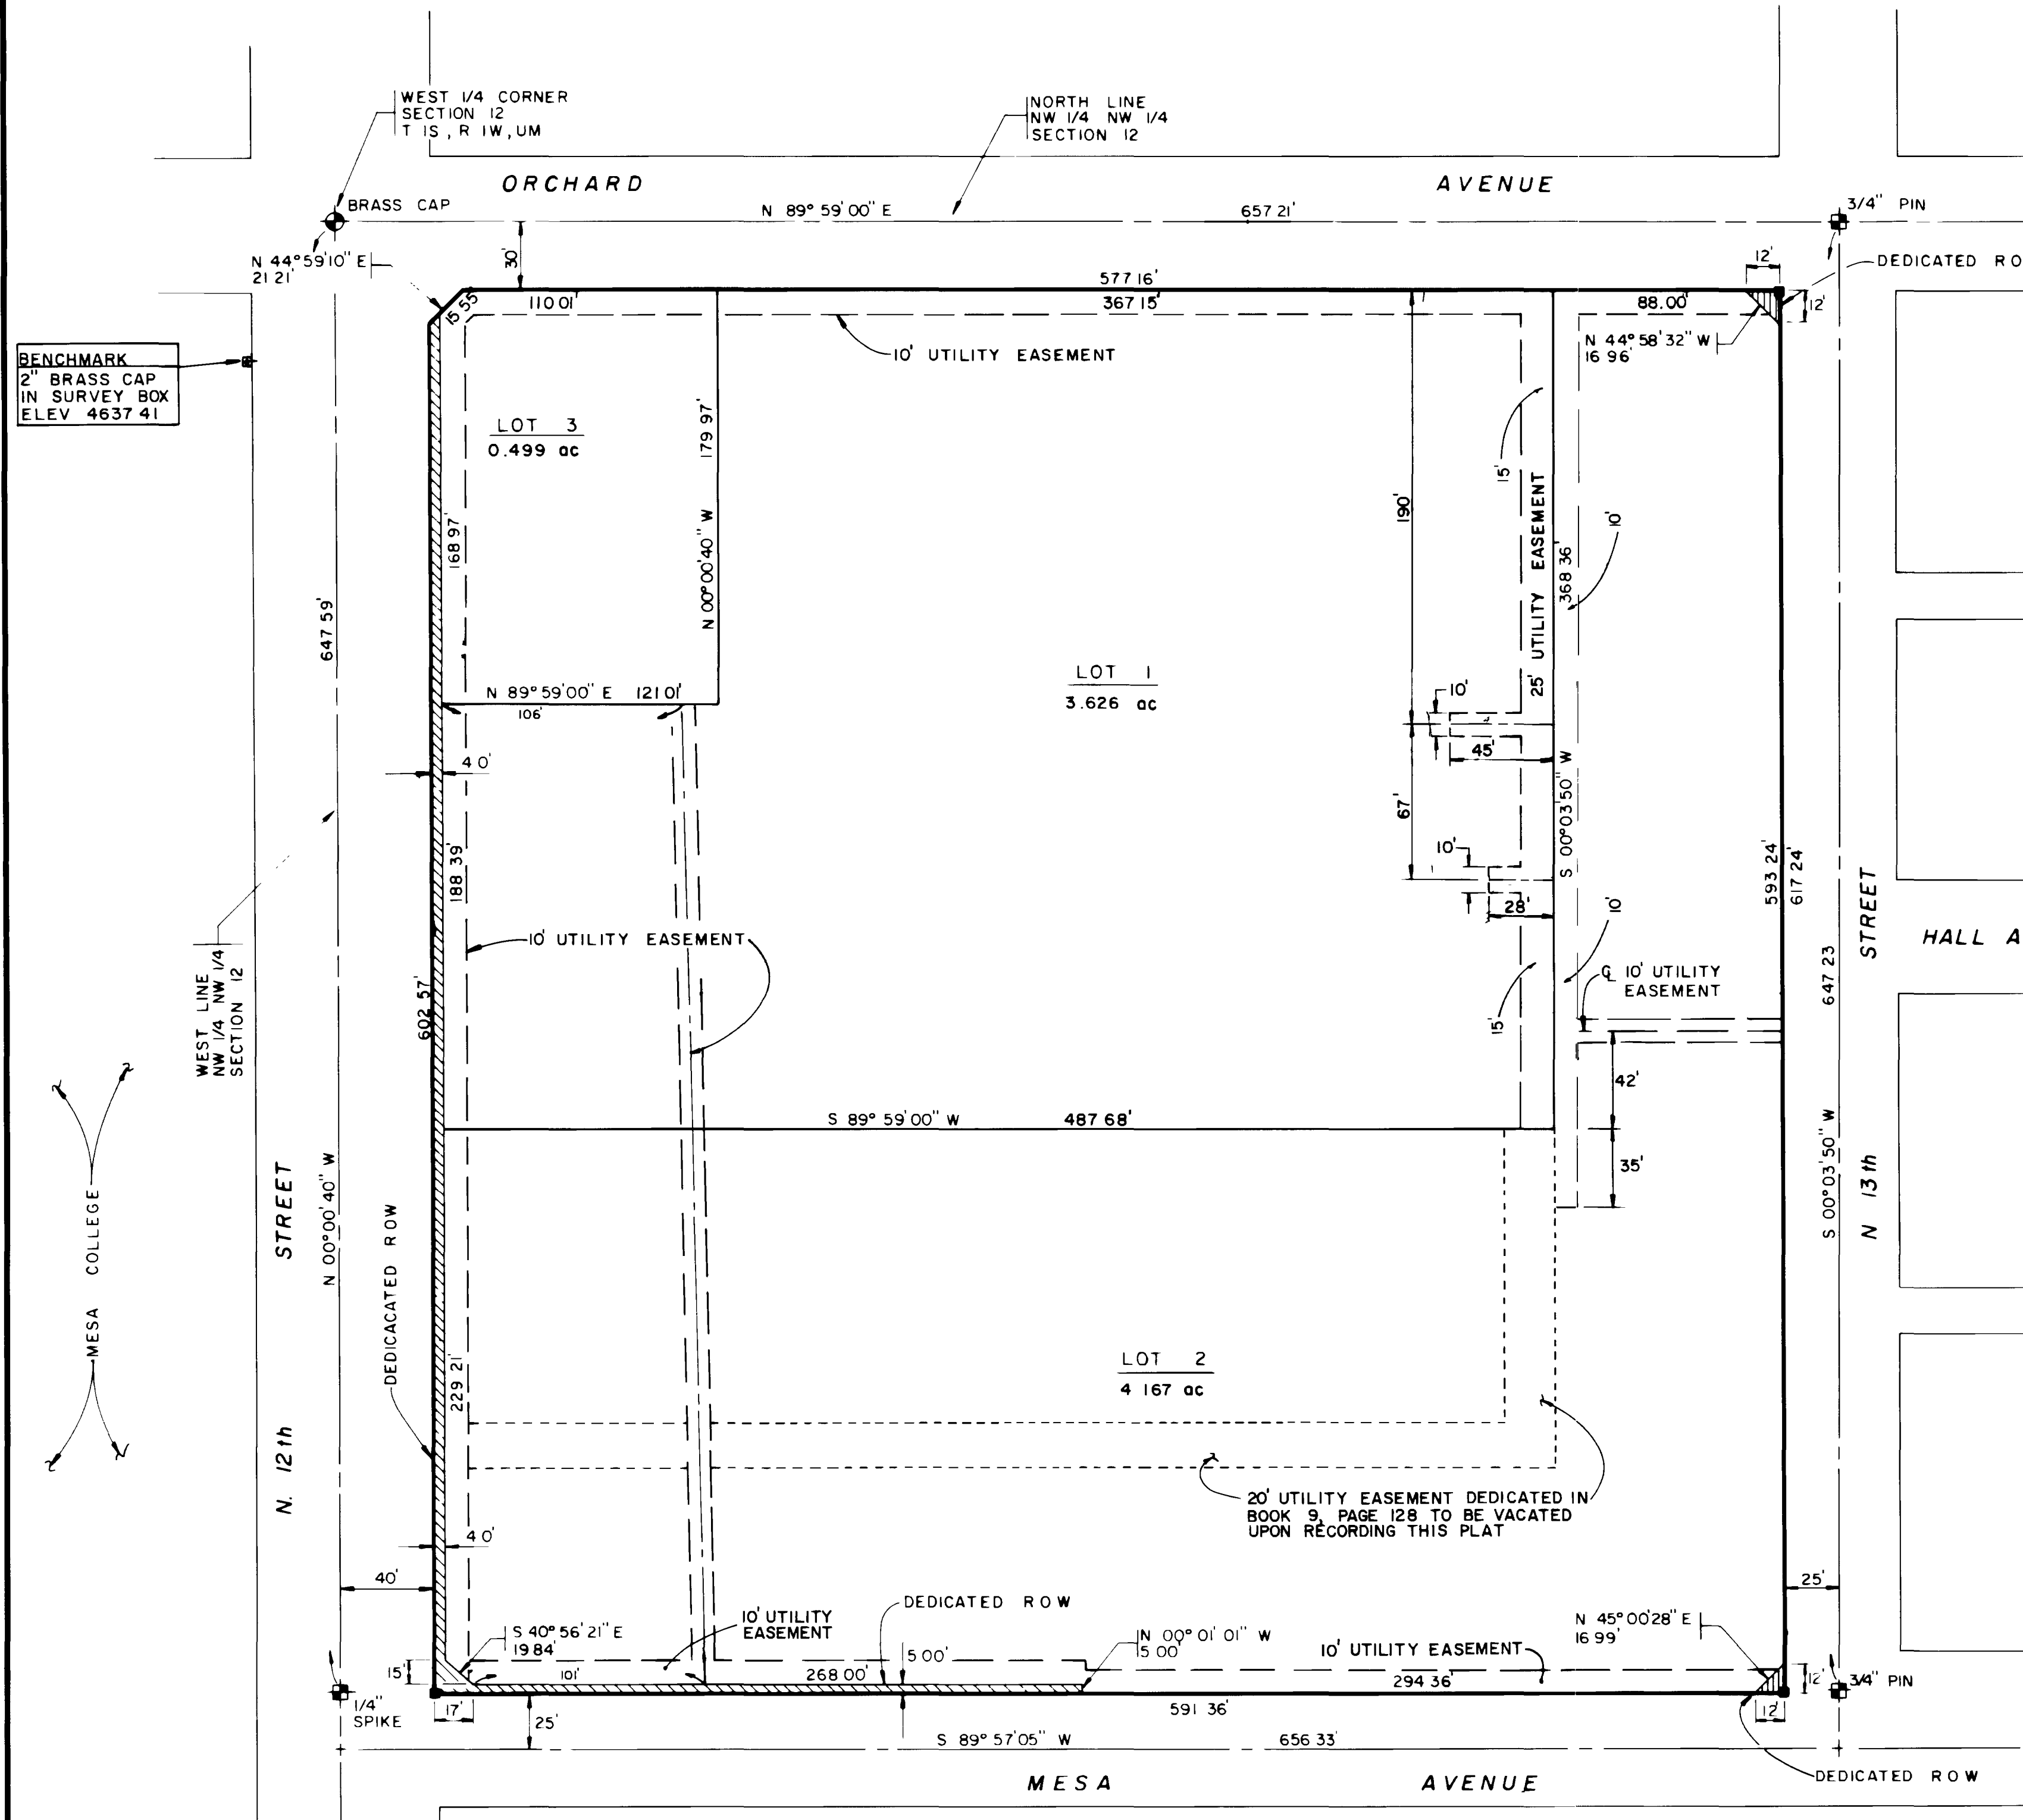 WEST 1/4 CORNER
SECTION 12
T 1S, R 1W, UM
NORTH LINE
NW 1/4 NW 1/4
SECTION 12
ORCHARD AVENUE
BRASS CAP
N 89° 59' 00" E 657 21'
3/4" PIN
N 44° 59' 10" E
21 21'
30'
577 16'
12'
DEDICATED RO
15 55
110 01'
367 15'
88.00'
12'
N 44° 58' 32" W
16 96'
10' UTILITY EASEMENT
BENCHMARK
2" BRASS CAP
IN SURVEY BOX
ELEV 4637 41
LOT 3
0.499 ac
179 97'
N 00° 00' 40" W
168 97'
15'
190'
25' UTILITY EASEMENT
368 36'
10'
647 59'
LOT 1
3.626 ac
N 89° 59' 00" E 121 01'
106'
10'
45'
4 0'
67'
S 00° 03' 50" W
10'
28'
188 39'
593 24'
617 24'
STREET
HALL A
10' UTILITY EASEMENT
10'
WEST LINE
NW 1/4 NW 1/4
SECTION 12
602 57'
15'
℄ 10' UTILITY
EASEMENT
647 23
42'
S 89° 59' 00" W 487 68'
35'
MESA COLLEGE
STREET
N 00° 00' 40" W
DEDICACATED ROW
S 00° 03' 50" W
N 13th
LOT 2
4 167 ac
229 21'
N. 12th
20' UTILITY EASEMENT DEDICATED IN
BOOK 9, PAGE 128 TO BE VACATED
UPON RECORDING THIS PLAT
4 0'
40'
25'
DEDICATED ROW
10' UTILITY
EASEMENT
S 40° 56' 21" E
19 84'
N 00° 01' 01" W
5 00'
N 45° 00' 28" E
16 99'
10' UTILITY EASEMENT
5 00'
15'
101'
268 00'
294 36'
12'
3/4" PIN
1/4"
SPIKE
17'
25'
591 36'
12'
S 89° 57' 05" W 656 33'
MESA AVENUE
DEDICATED ROW